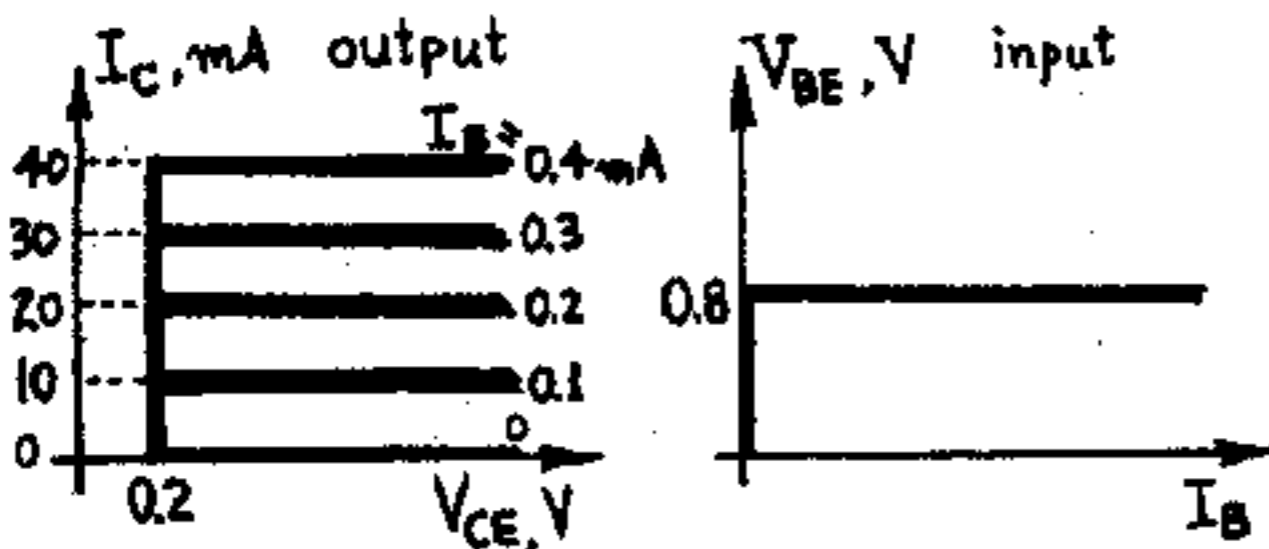 I_C, mA output
I_B =
40
0.4 mA
30
0.3
20
0.2
10
0.1
0
0
0.2
V_CE, V
V_BE, V input
0.8
I_B